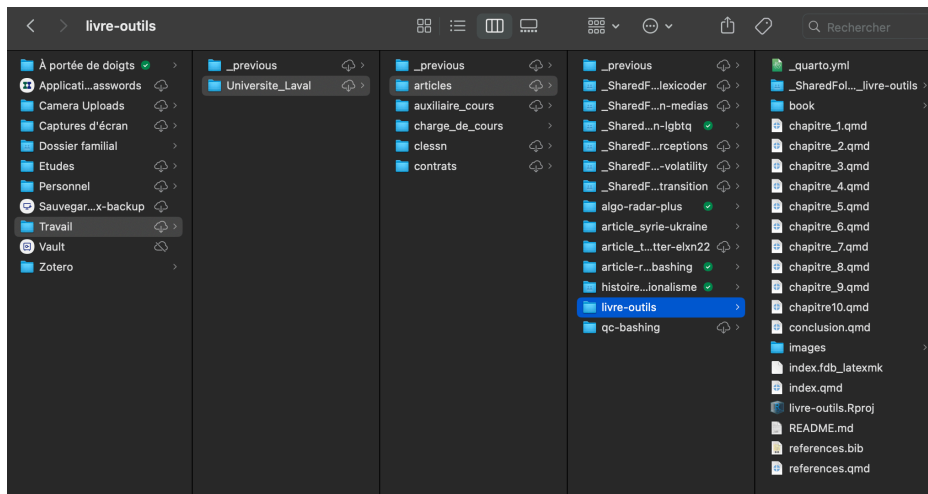 livre-outils
Rechercher
À portée de doigts
Applicati...asswords
Camera Uploads
Captures d'écran
Dossier familial
Etudes
Personnel
Sauvegar...x-backup
Travail
Vault
Zotero
_previous
Universite_Laval
_previous
articles
auxiliaire_cours
charge_de_cours
clessn
contrats
_previous
_SharedF...lexicoder
_SharedF...n-medias
_Shared...n-lgbtq
_SharedF...rceptions
_SharedF...-volatility
_SharedF...transition
algo-radar-plus
article_syrie-ukraine
article_t...tter-elxn22
article-r...bashing
histoire...ionalisme
livre-outils
qc-bashing
_quarto.yml
_SharedFol..._livre-outils
book
chapitre_1.qmd
chapitre_2.qmd
chapitre_3.qmd
chapitre_4.qmd
chapitre_5.qmd
chapitre_6.qmd
chapitre_7.qmd
chapitre_8.qmd
chapitre_9.qmd
chapitre10.qmd
conclusion.qmd
images
index.fdb_latexmk
index.qmd
livre-outils.Rproj
README.md
references.bib
references.qmd